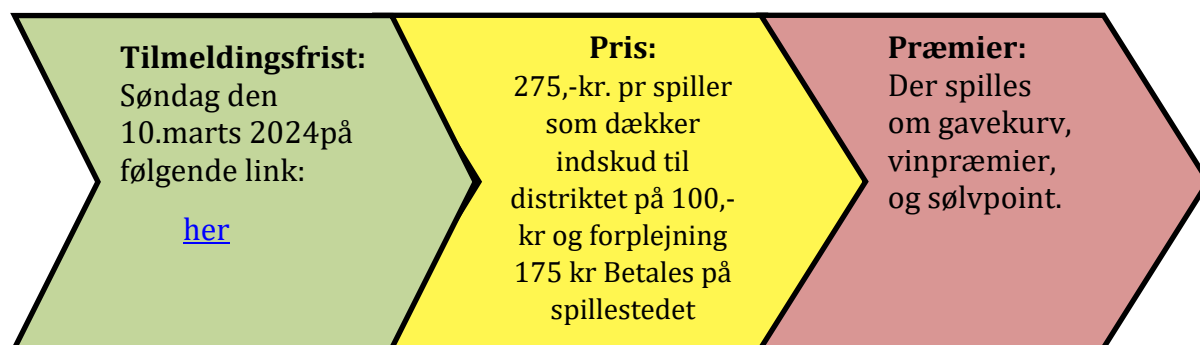 Tilmeldingsfrist:
Søndag den
10.marts 2024på
følgende link:
her
Pris:
275,-kr. pr spiller
som dækker
indskud til
distriktet på 100,-
kr og forplejning
175 kr Betales på
spillestedet
Præmier:
Der spilles
om gavekurv,
vinpræmier,
og sølvpoint.